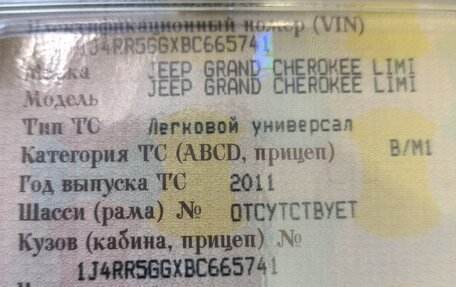 Идентификационный номер (VIN)
1J4RR5GGXBC665741
Марка JEEP GRAND CHEROKEE LIMI
Модель JEEP GRAND CHEROKEE LIMI
Тип ТС Легковой универсал
Категория ТС (ABCD, прицеп) B/M1
Год выпуска ТС 2011
Шасси (рама) № ОТСУТСТВУЕТ
Кузов (кабина, прицеп) №
1J4RR5GGXBC665741